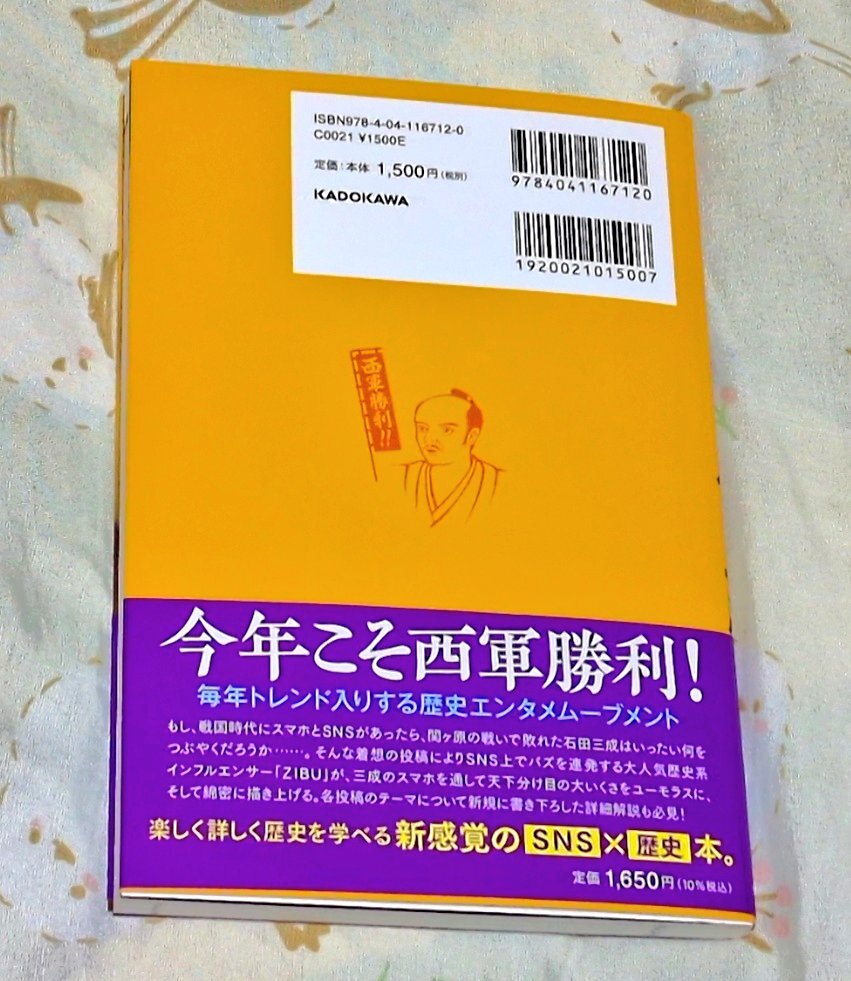 ISBN978-4-04-116712-0
C0021 ¥1500E
定価:本体 1,500円(税別)
KADOKAWA
9784041167120
1920021015007
西軍勝利!!
今年こそ西軍勝利!
毎年トレンド入りする歴史エンタメムーブメント
もし、戦国時代にスマホとSNSがあったら、関ヶ原の戦いで敗れた石田三成はいったい何を
つぶやくだろうか……。そんな着想の投稿によりSNS上でバズを連発する大人気歴史系
インフルエンサー「ZIBU」が、三成のスマホを通して天下分け目の大いくさをユーモラスに、
そして綿密に描き上げる。各投稿のテーマについて新規に書き下ろした詳細解説も必見!
楽しく詳しく歴史を学べる新感覚のSNS×歴史本。
定価 1,650円(10%税込)